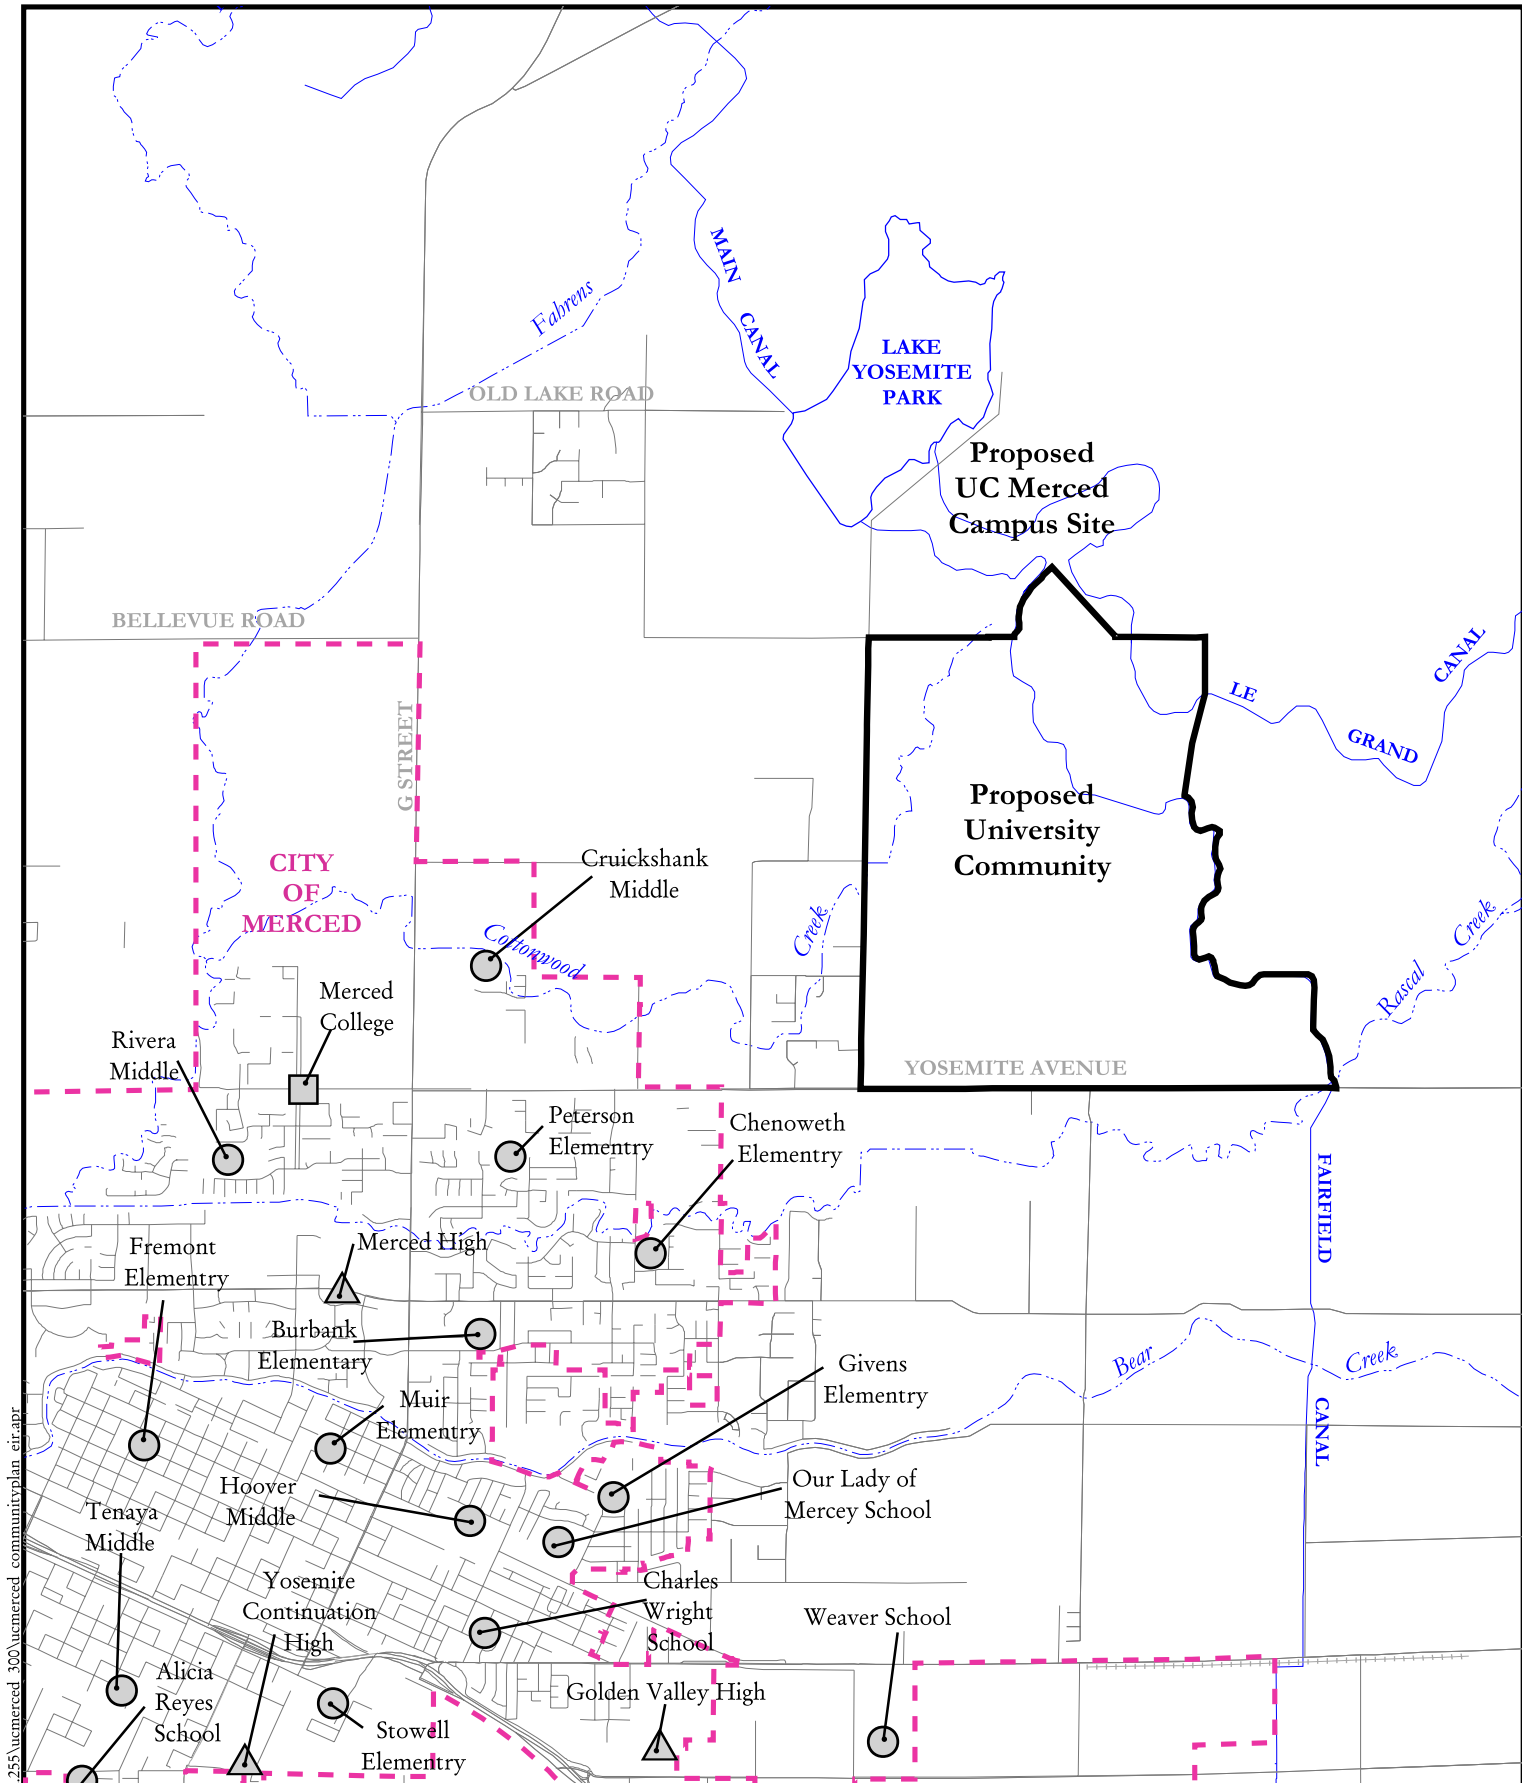 MAIN
CANAL
Fahrens
LAKE
YOSEMITE
PARK
OLD LAKE ROAD
Proposed
UC Merced
Campus Site
BELLEVUE ROAD
CANAL
LE
GRAND
G STREET
Proposed
University
Community
CITY
OF
MERCED
Cruickshank
Middle
Cottonwood
Creek
Creek
Rascal
Merced
College
Rivera
Middle
YOSEMITE AVENUE
Peterson
Elementry
Chenoweth
Elementry
FAIRFIELD
Fremont
Elementry
Merced High
Burbank
Elementary
Bear
Creek
Givens
Elementry
Muir
Elementry
CANAL
Hoover
Middle
Our Lady of
Mercey School
Tenaya
Middle
Yosemite
Continuation
High
Charles
Wright
School
Weaver School
Alicia
Reyes
School
Golden Valley High
Stowell
Elementry
.255\ucmerced_300\ucmerced_communityplan_eir.apr